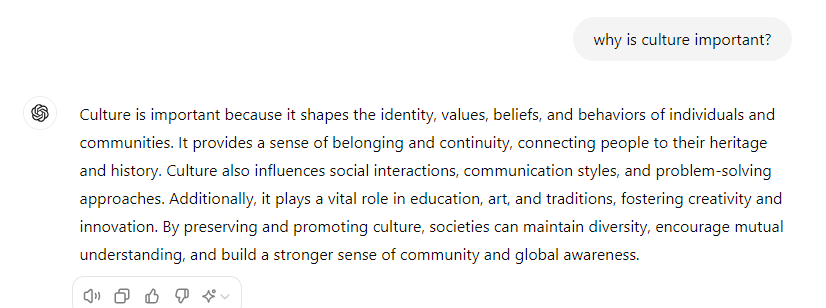 why is culture important?
Culture is important because it shapes the identity, values, beliefs, and behaviors of individuals and
communities. It provides a sense of belonging and continuity, connecting people to their heritage
and history. Culture also influences social interactions, communication styles, and problem-solving
approaches. Additionally, it plays a vital role in education, art, and traditions, fostering creativity and
innovation. By preserving and promoting culture, societies can maintain diversity, encourage mutual
understanding, and build a stronger sense of community and global awareness.